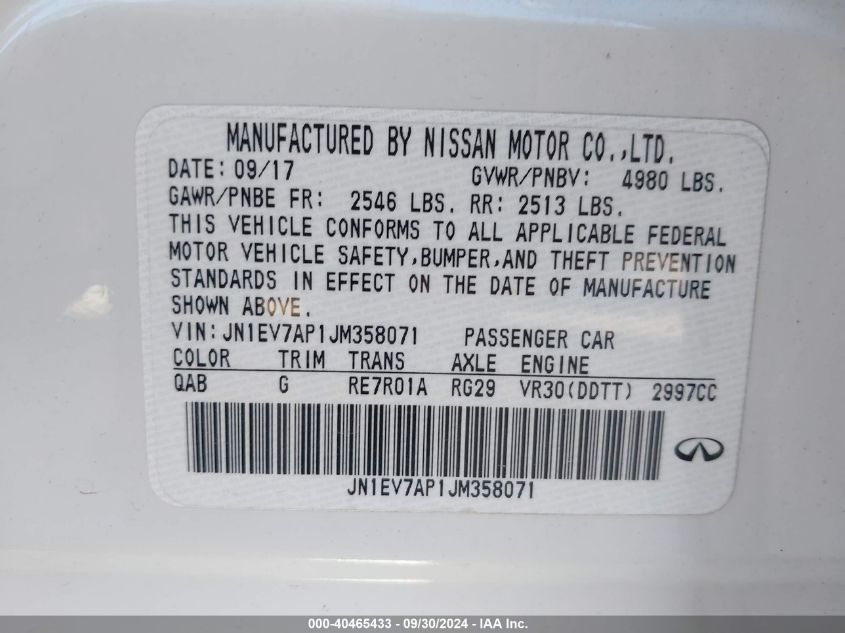 MANUFACTURED BY NISSAN MOTOR CO.,LTD.
DATE: 09/17 GVWR/PNBV: 4980 LBS.
GAWR/PNBE FR: 2546 LBS. RR: 2513 LBS.
THIS VEHICLE CONFORMS TO ALL APPLICABLE FEDERAL
MOTOR VEHICLE SAFETY,BUMPER,AND THEFT PREVENTION
STANDARDS IN EFFECT ON THE DATE OF MANUFACTURE
SHOWN ABOVE.
VIN:JN1EV7AP1JM358071 PASSENGER CAR
COLOR TRIM TRANS AXLE ENGINE
QAB G RE7R01A RG29 VR30(DDTT) 2997CC
JN1EV7AP1JM358071
000-40465433 - 09/30/2024 - IAA Inc.